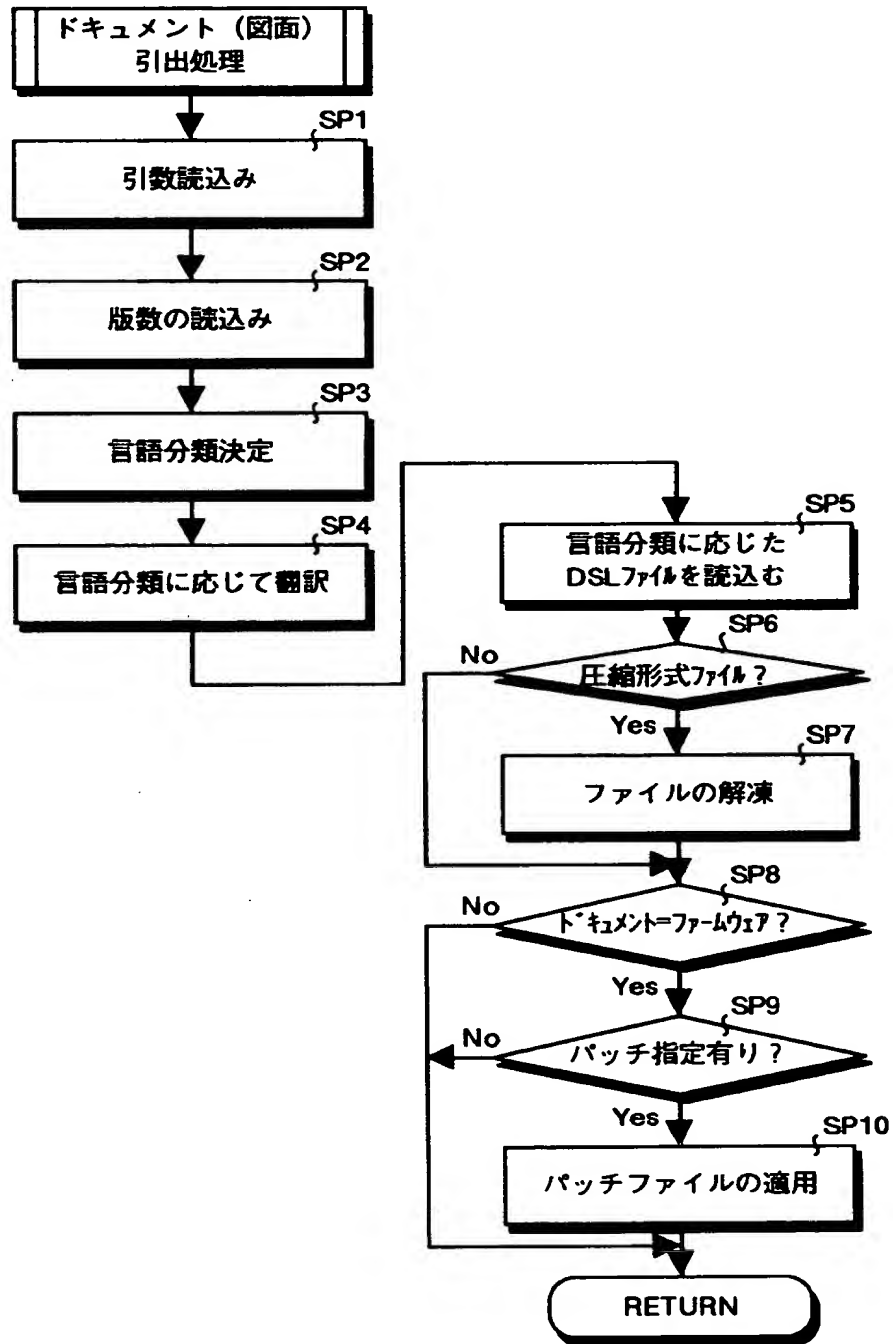 ドキュメント（図面）
引出処理
SP1
引数読込み
SP2
版数の読込み
SP3
言語分類決定
SP4
言語分類に応じて翻訳
SP5
言語分類に応じた
DSLﾌｧｲﾙを読込む
SP6
圧縮形式ﾌｧｲﾙ？
No
Yes
SP7
ファイルの解凍
SP8
ﾄﾞｷｭﾒﾝﾄ=ﾌｧｰﾑｳｪｱ？
No
Yes
SP9
パッチ指定有り？
No
Yes
SP10
パッチファイルの適用
RETURN